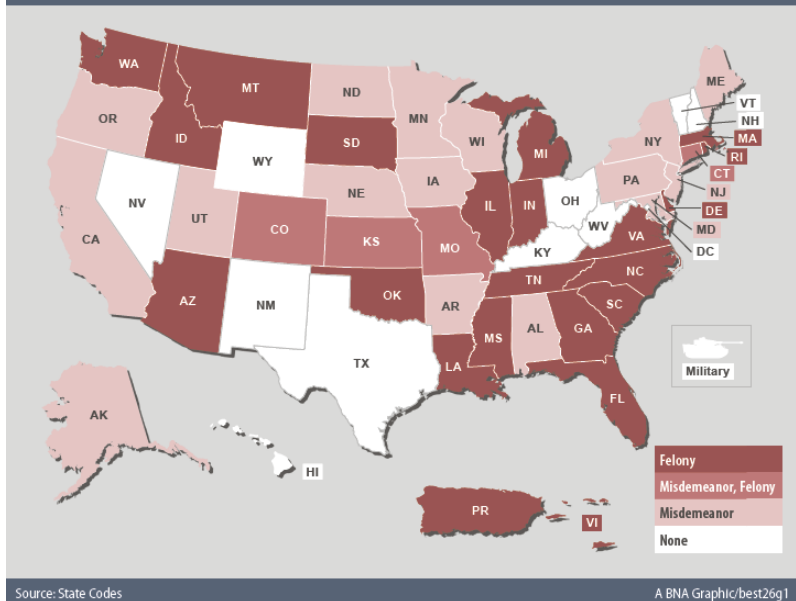 WA
MT
ND
MN
ME
VT
NH
MA
RI
CT
NJ
DE
MD
DC
OR
ID
WY
SD
WI
MI
NY
PA
NV
UT
CO
NE
IA
IL
IN
OH
WV
VA
CA
KS
MO
KY
NC
TN
SC
AZ
NM
OK
AR
MS
AL
GA
TX
LA
FL
Military
AK
HI
PR
VI
Felony
Misdemeanor, Felony
Misdemeanor
None
Source: State Codes
A BNA Graphic/best26g1